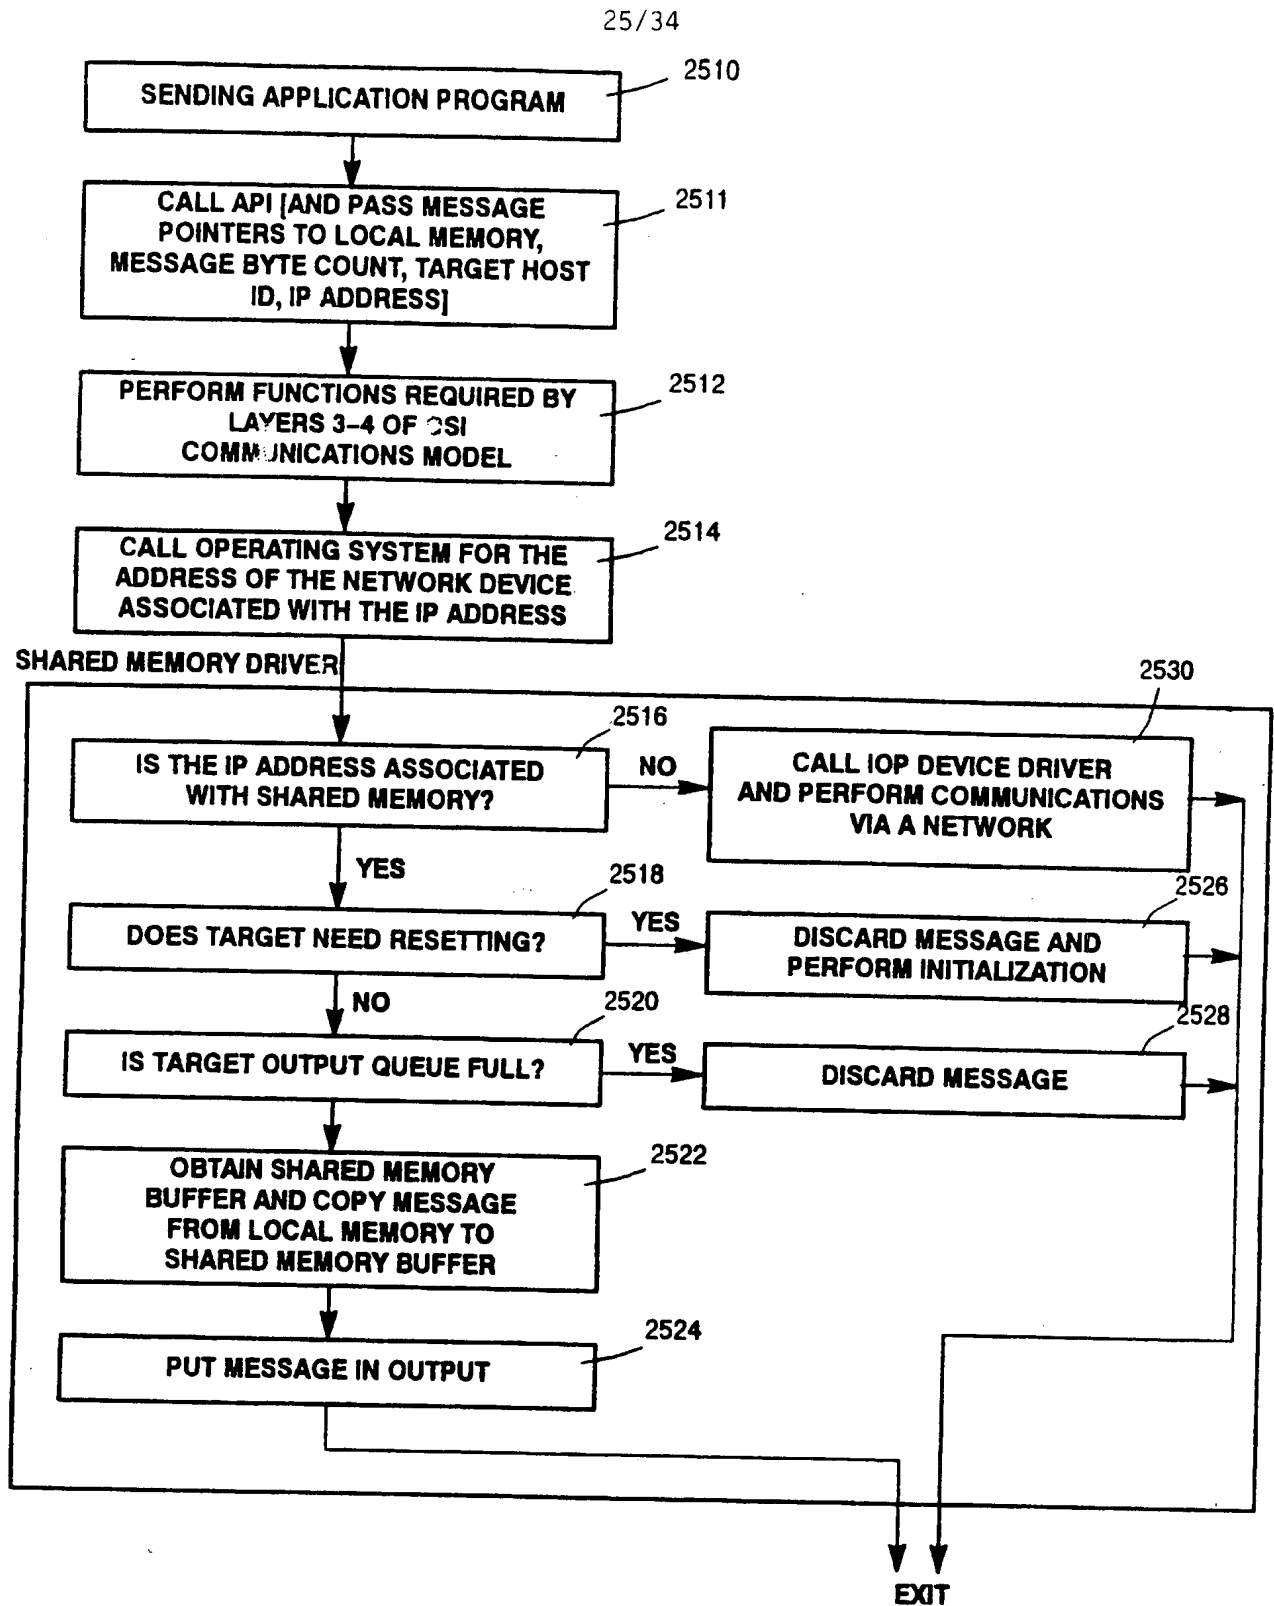 25/34
2510
SENDING APPLICATION PROGRAM
2511
CALL API [AND PASS MESSAGE
POINTERS TO LOCAL MEMORY,
MESSAGE BYTE COUNT, TARGET HOST
ID, IP ADDRESS]
2512
PERFORM FUNCTIONS REQUIRED BY
LAYERS 3-4 OF OSI
COMMUNICATIONS MODEL
2514
CALL OPERATING SYSTEM FOR THE
ADDRESS OF THE NETWORK DEVICE
ASSOCIATED WITH THE IP ADDRESS
SHARED MEMORY DRIVER
2516
IS THE IP ADDRESS ASSOCIATED
WITH SHARED MEMORY?
NO
2530
CALL IOP DEVICE DRIVER
AND PERFORM COMMUNICATIONS
VIA A NETWORK
YES
2518
DOES TARGET NEED RESETTING?
YES
2526
DISCARD MESSAGE AND
PERFORM INITIALIZATION
NO
2520
IS TARGET OUTPUT QUEUE FULL?
YES
2528
DISCARD MESSAGE
2522
OBTAIN SHARED MEMORY
BUFFER AND COPY MESSAGE
FROM LOCAL MEMORY TO
SHARED MEMORY BUFFER
2524
PUT MESSAGE IN OUTPUT
EXIT